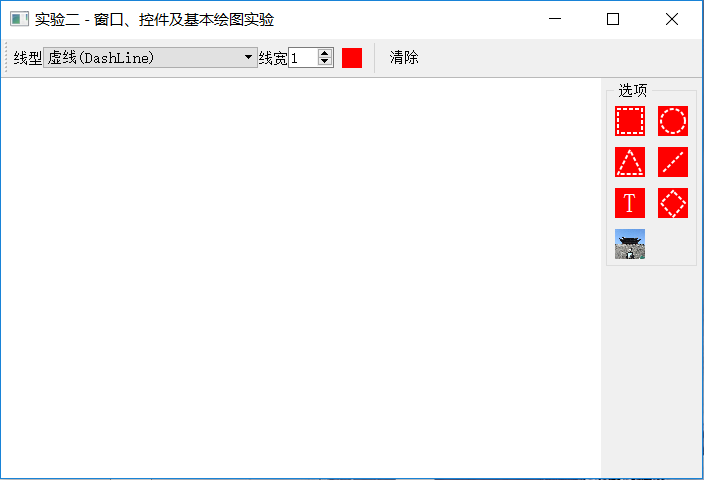 实验二 - 窗口、控件及基本绘图实验
线型 虚线(DashLine) 线宽 1 清除
选项
T